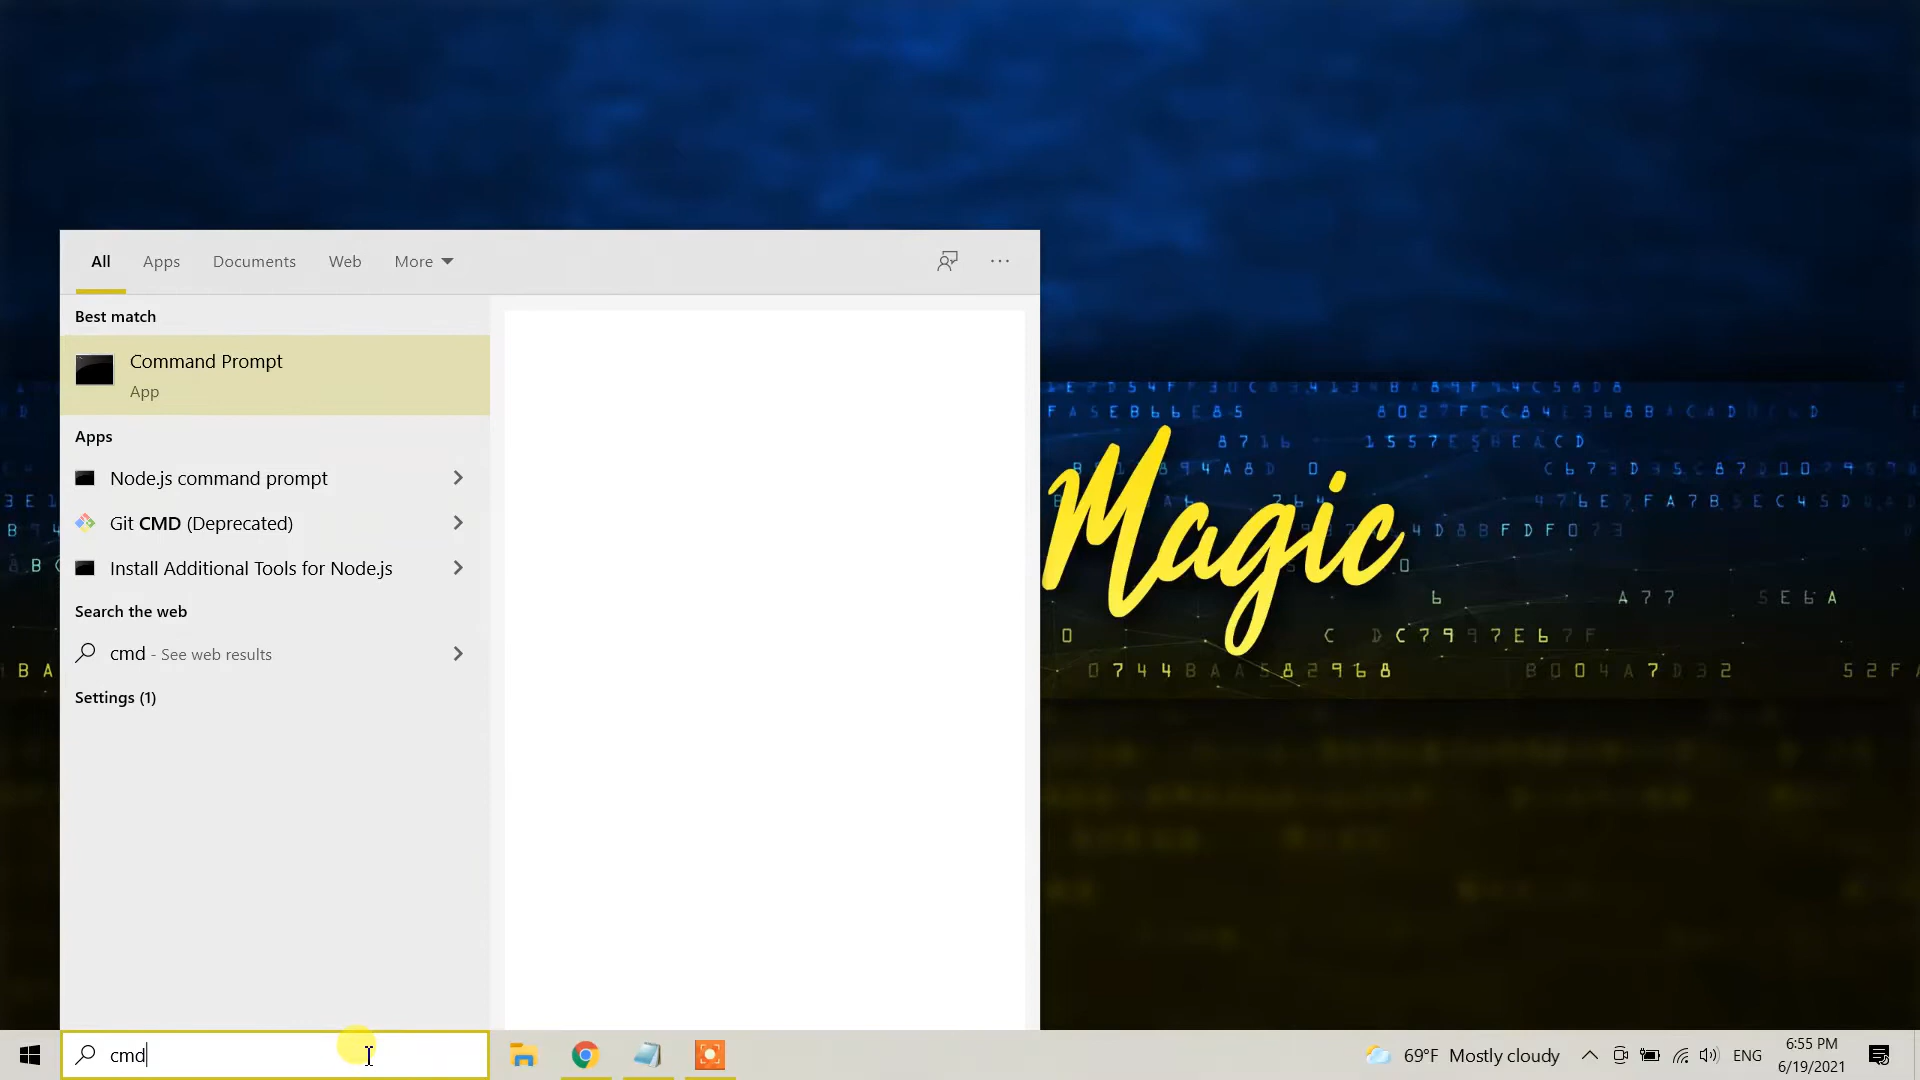 All Apps Documents Web More
Best match
Command Prompt
App
Apps
Node.js command prompt
Git CMD (Deprecated)
Install Additional Tools for Node.js
Search the web
cmd - See web results
Settings (1)
Magic
cmd
69°F Mostly cloudy
ENG
6:55 PM
6/19/2021